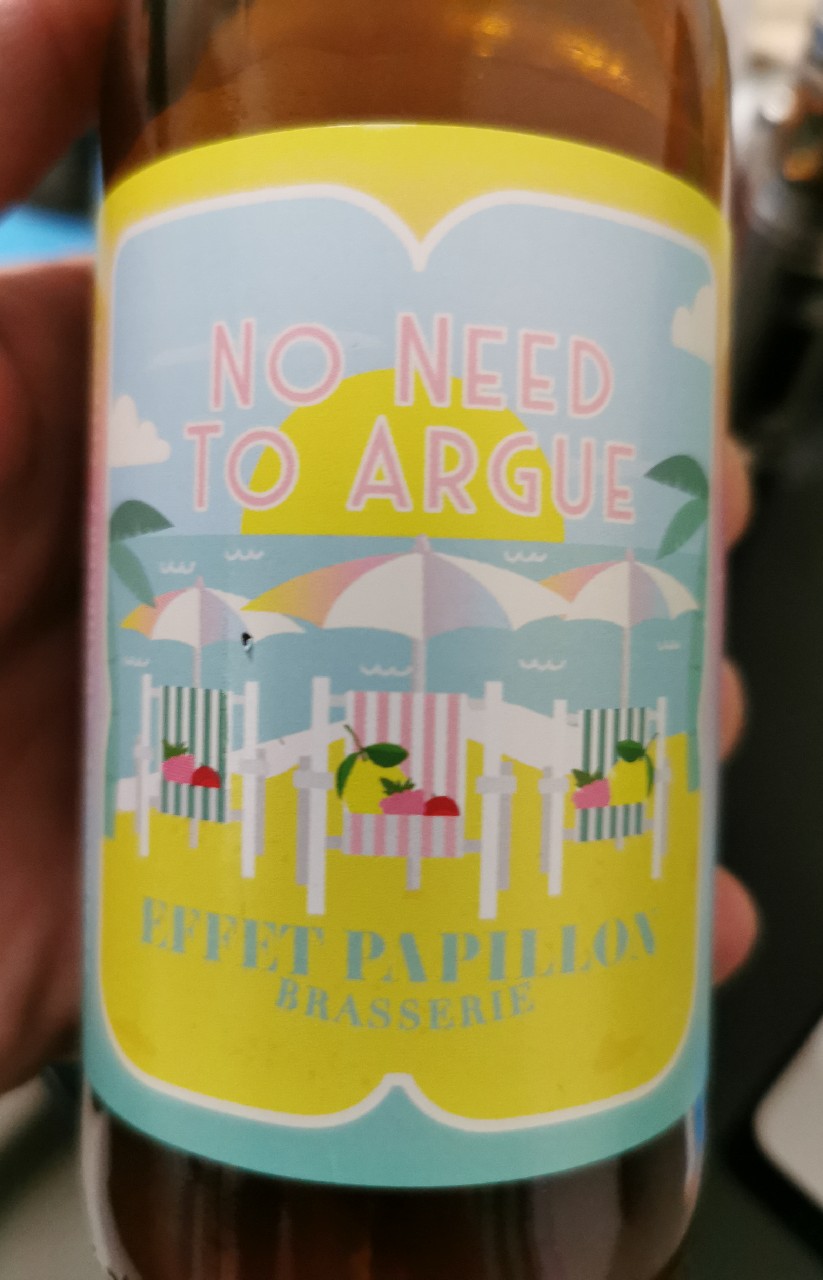 NO NEED
TO ARGUE
EFFET PAPILLON
BRASSERIE